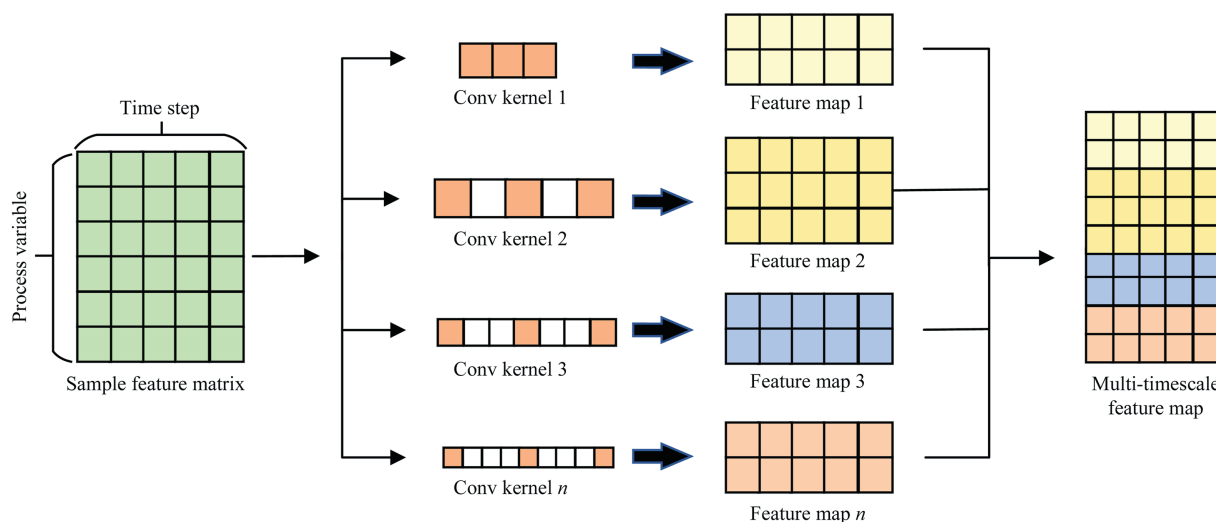 Time step
Process variable
Sample feature matrix
Conv kernel 1
Feature map 1
Conv kernel 2
Feature map 2
Conv kernel 3
Feature map 3
Conv kernel n
Feature map n
Multi-timescale
feature map